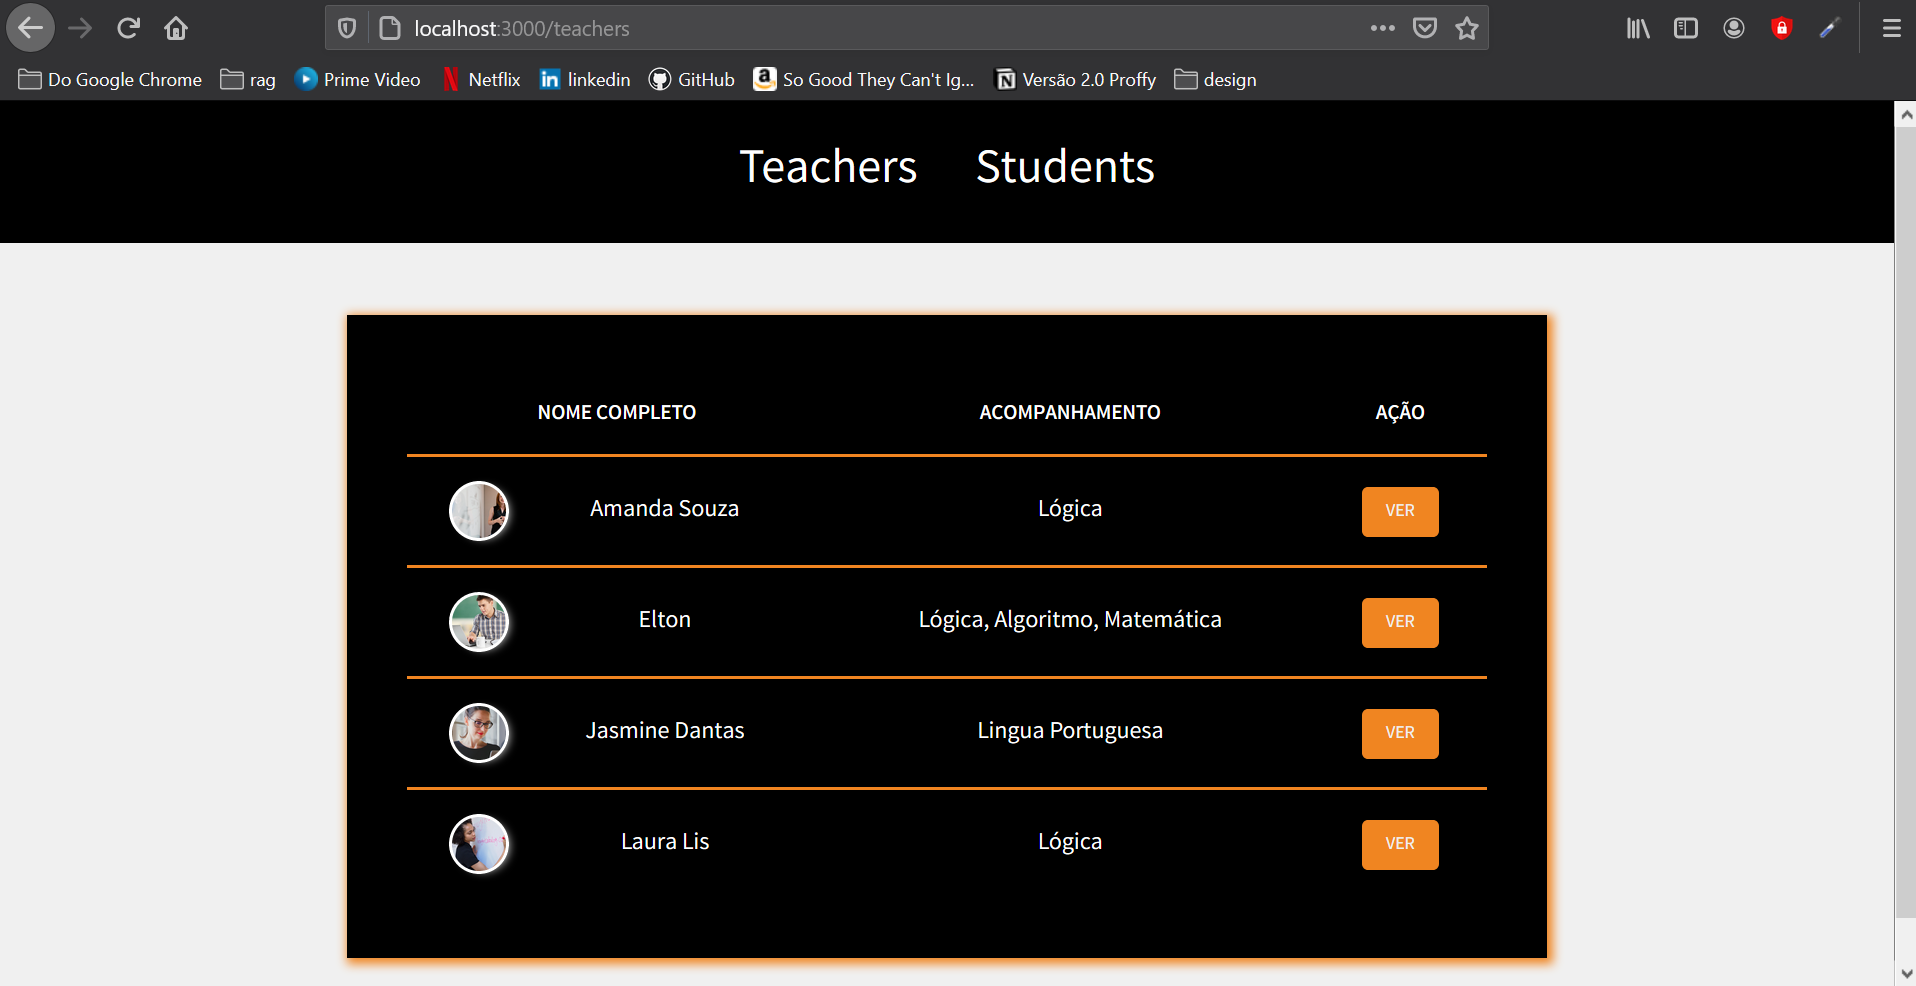 localhost:3000/teachers
Do Google Chrome rag Prime Video Netflix linkedin GitHub So Good They Can't Ig... Versão 2.0 Proffy design
Teachers Students
NOME COMPLETO ACOMPANHAMENTO AÇÃO
Amanda Souza Lógica VER
Elton Lógica, Algoritmo, Matemática VER
Jasmine Dantas Lingua Portuguesa VER
Laura Lis Lógica VER